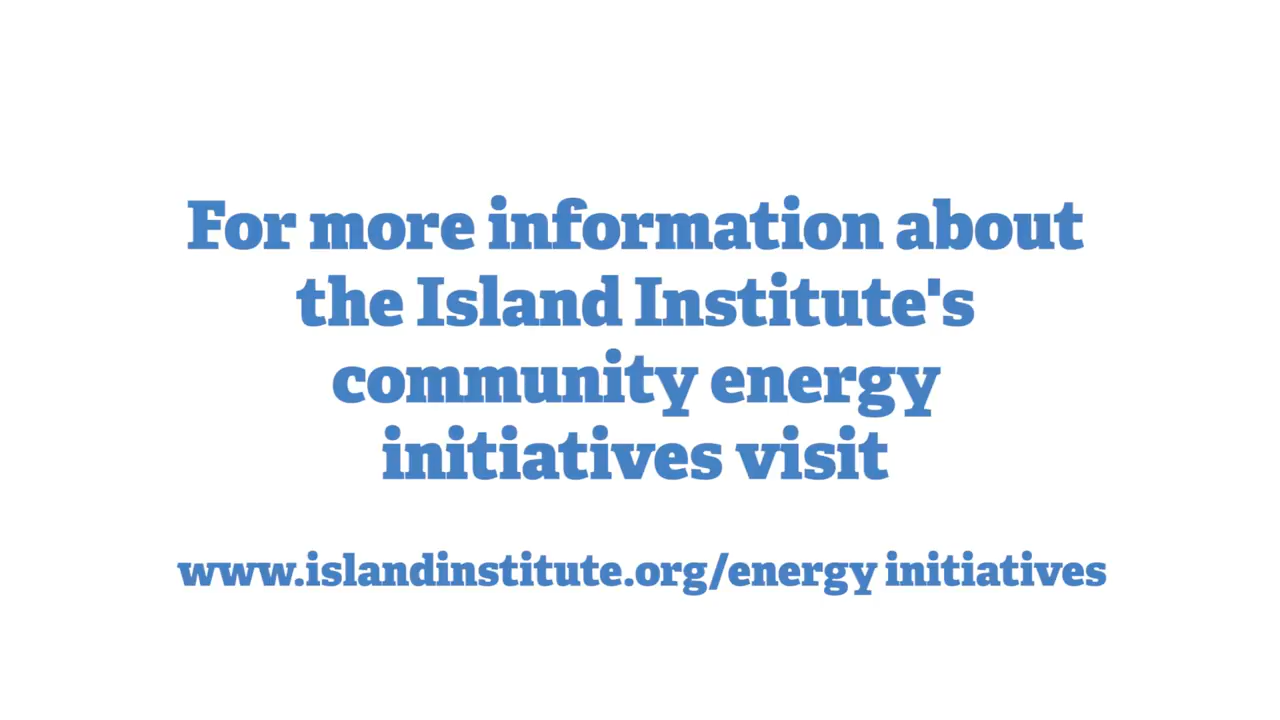 For more information about
the Island Institute's
community energy
initiatives visit
www.islandinstitute.org/energy initiatives